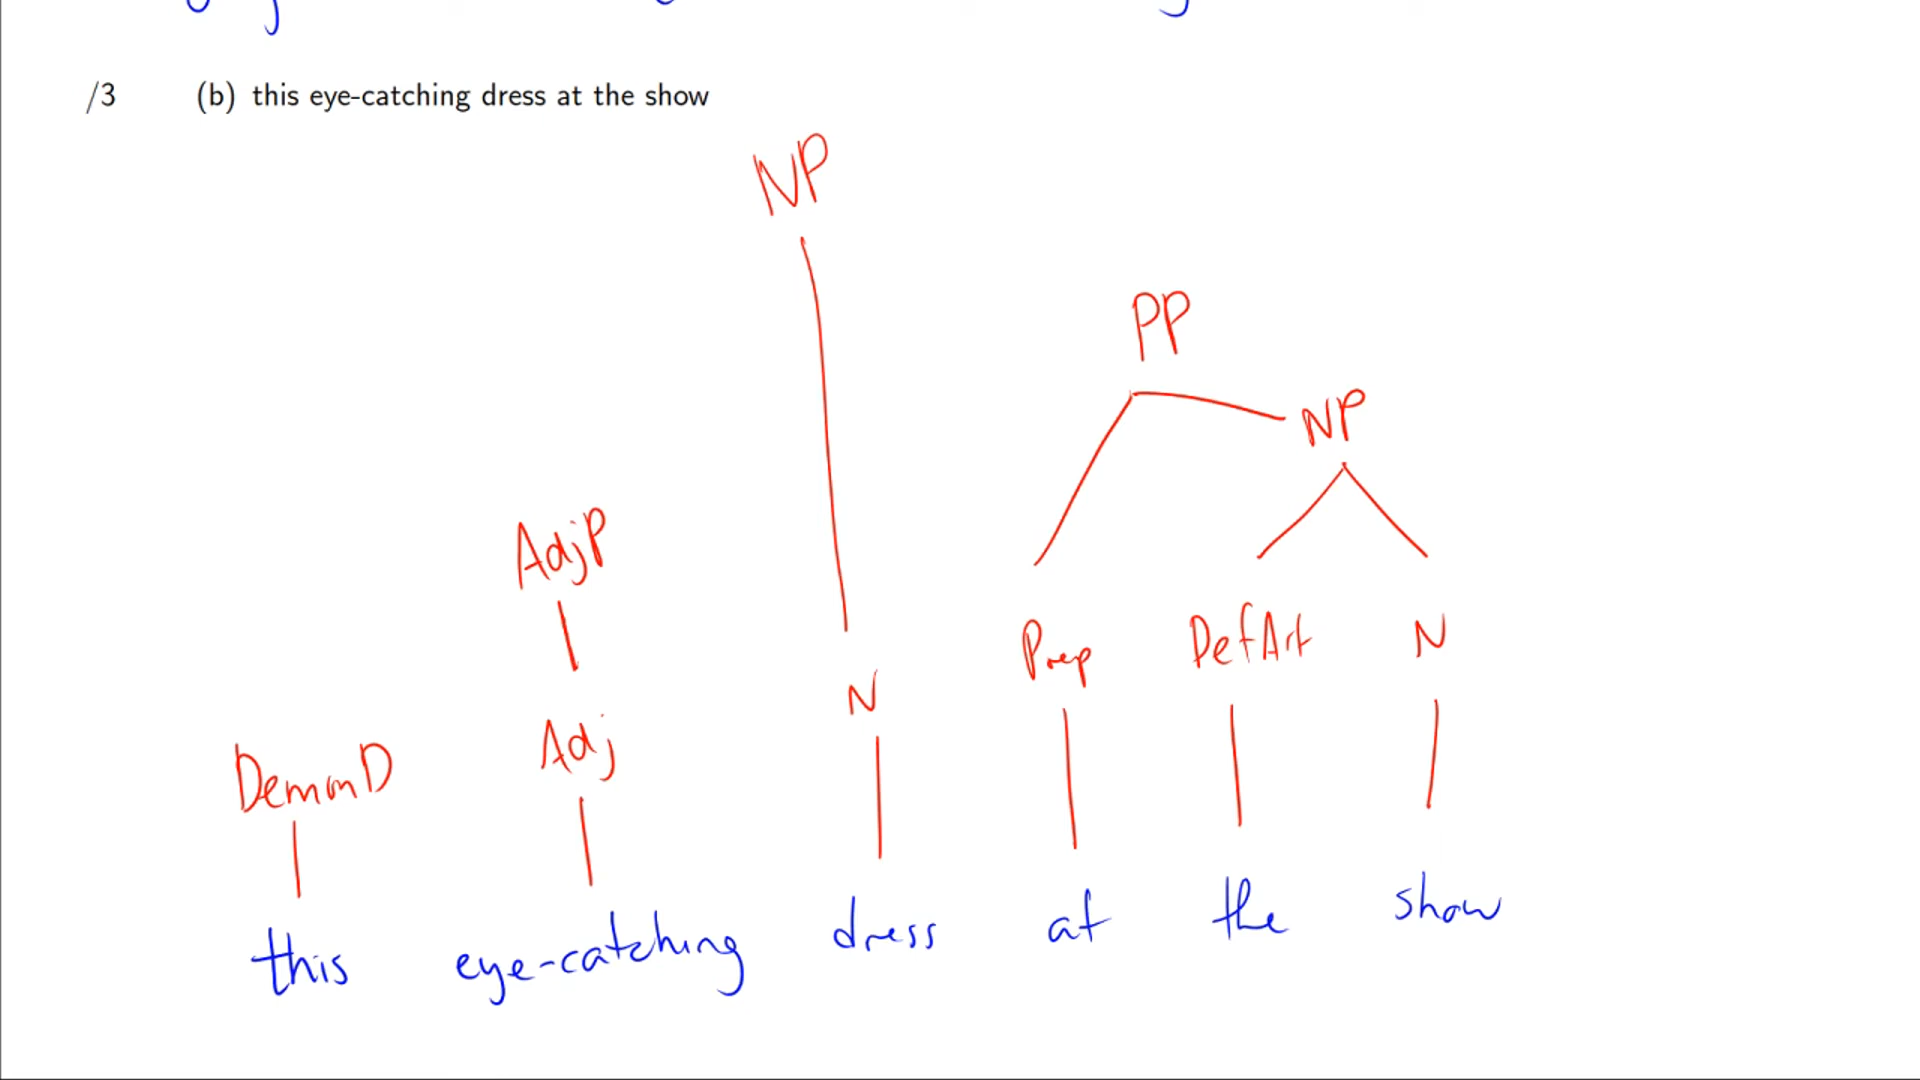 /3 (b) this eye-catching dress at the show
NP
PP
NP
AdjP
Prep DefArt N
N
Adj
DemmD
this eye-catching dress at the show